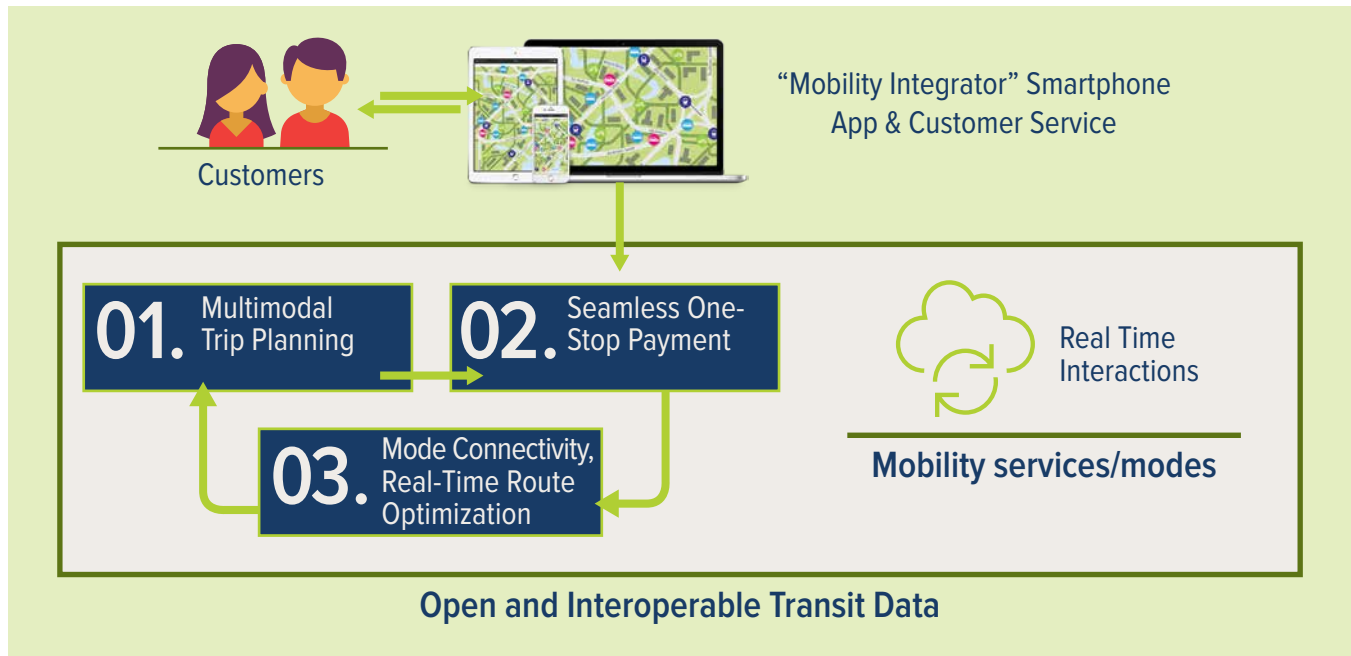 “Mobility Integrator” Smartphone
App & Customer Service
Customers
01.
Multimodal
Trip Planning
02.
Seamless One-
Stop Payment
03.
Mode Connectivity,
Real-Time Route
Optimization
Real Time
Interactions
Mobility services/modes
Open and Interoperable Transit Data